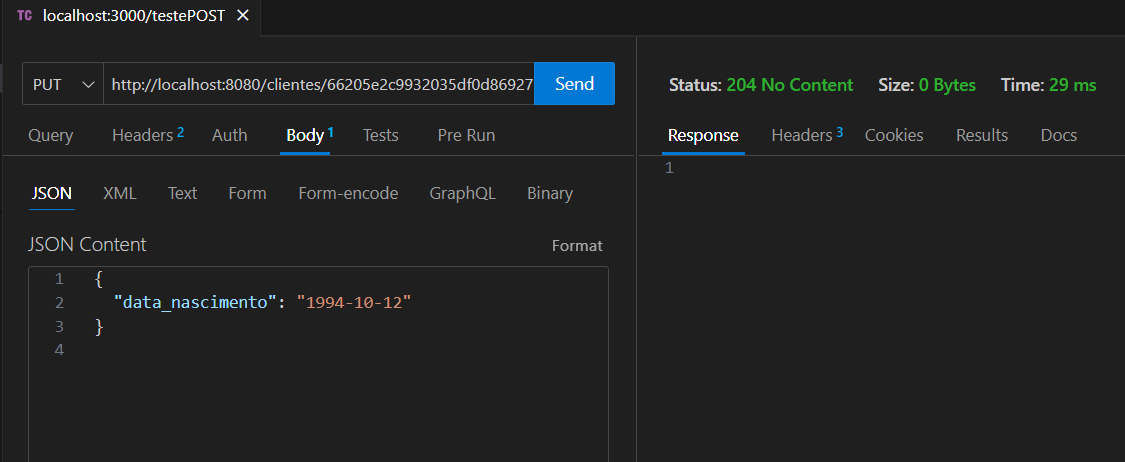 TC localhost:3000/testePOST ×
PUT http://localhost:8080/clientes/66205e2c9932035df0d86927 Send
Query Headers 2 Auth Body 1 Tests Pre Run
JSON XML Text Form Form-encode GraphQL Binary
JSON Content Format
1 {
2 "data_nascimento": "1994-10-12"
3 }
4
Status: 204 No Content Size: 0 Bytes Time: 29 ms
Response Headers 3 Cookies Results Docs
1